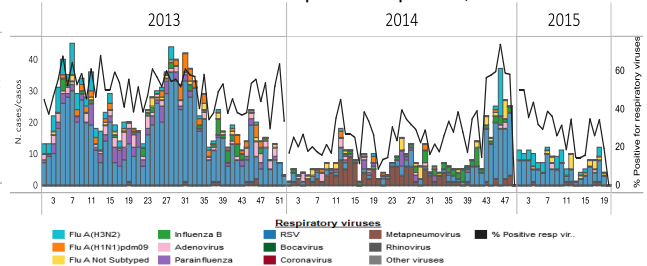 2013 2014 2015
N. cases/casos
40
30
20
10
0
% Positive for respiratory viruses
60
40
20
0
3 7 11 15 19 23 27 31 35 39 43 47 51 3 7 11 15 19 23 27 31 35 39 43 47 3 7 11 15 19
Respiratory viruses
Flu A(H3N2) Influenza B RSV Metapneumovirus % Positive resp vir..
Flu A(H1N1)pdm09 Adenovirus Bocavirus Rhinovirus
Flu A Not Subtyped Parainfluenza Coronavirus Other viruses